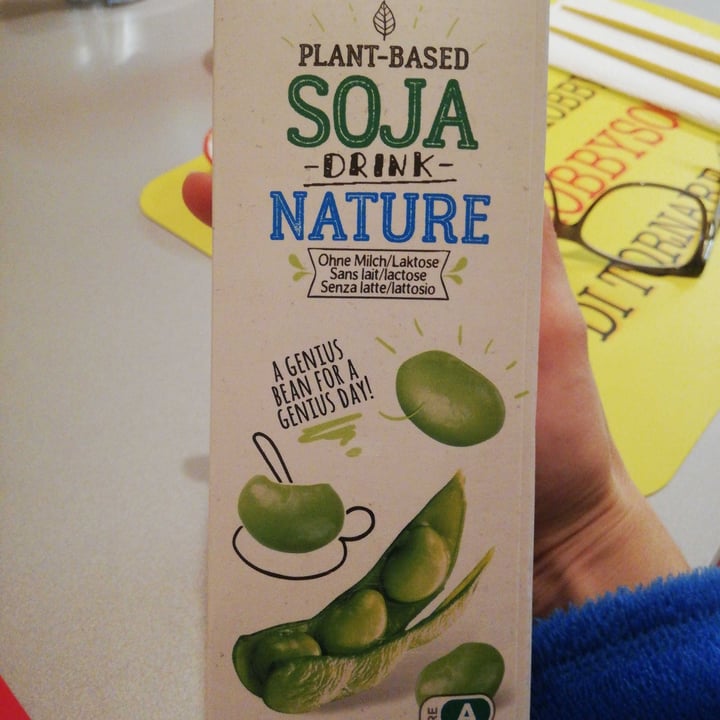 PLANT-BASED
SOJA
-DRINK-
NATURE
Ohne Milch/Laktose
Sans lait/lactose
Senza latte/lattosio
A GENIUS
BEAN FOR A
GENIUS DAY!
A
DI TORNARE